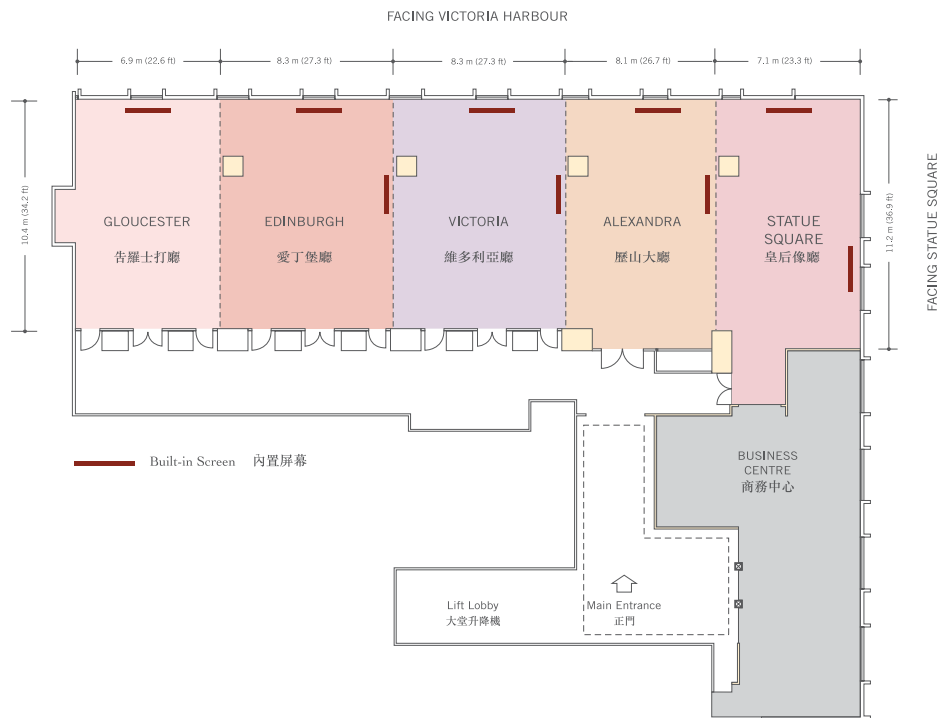 FACING VICTORIA HARBOUR
6.9 m (22.6 ft)
8.3 m (27.3 ft)
8.3 m (27.3 ft)
8.1 m (26.7 ft)
7.1 m (23.3 ft)
10.4 m (34.2 ft)
11.2 m (36.9 ft)
FACING STATUE SQUARE
GLOUCESTER
告羅士打廳
EDINBURGH
愛丁堡廳
VICTORIA
維多利亞廳
ALEXANDRA
歷山大廳
STATUE
SQUARE
皇后像廳
Built-in Screen 內置屏幕
BUSINESS
CENTRE
商務中心
Lift Lobby
大堂升降機
Main Entrance
正門